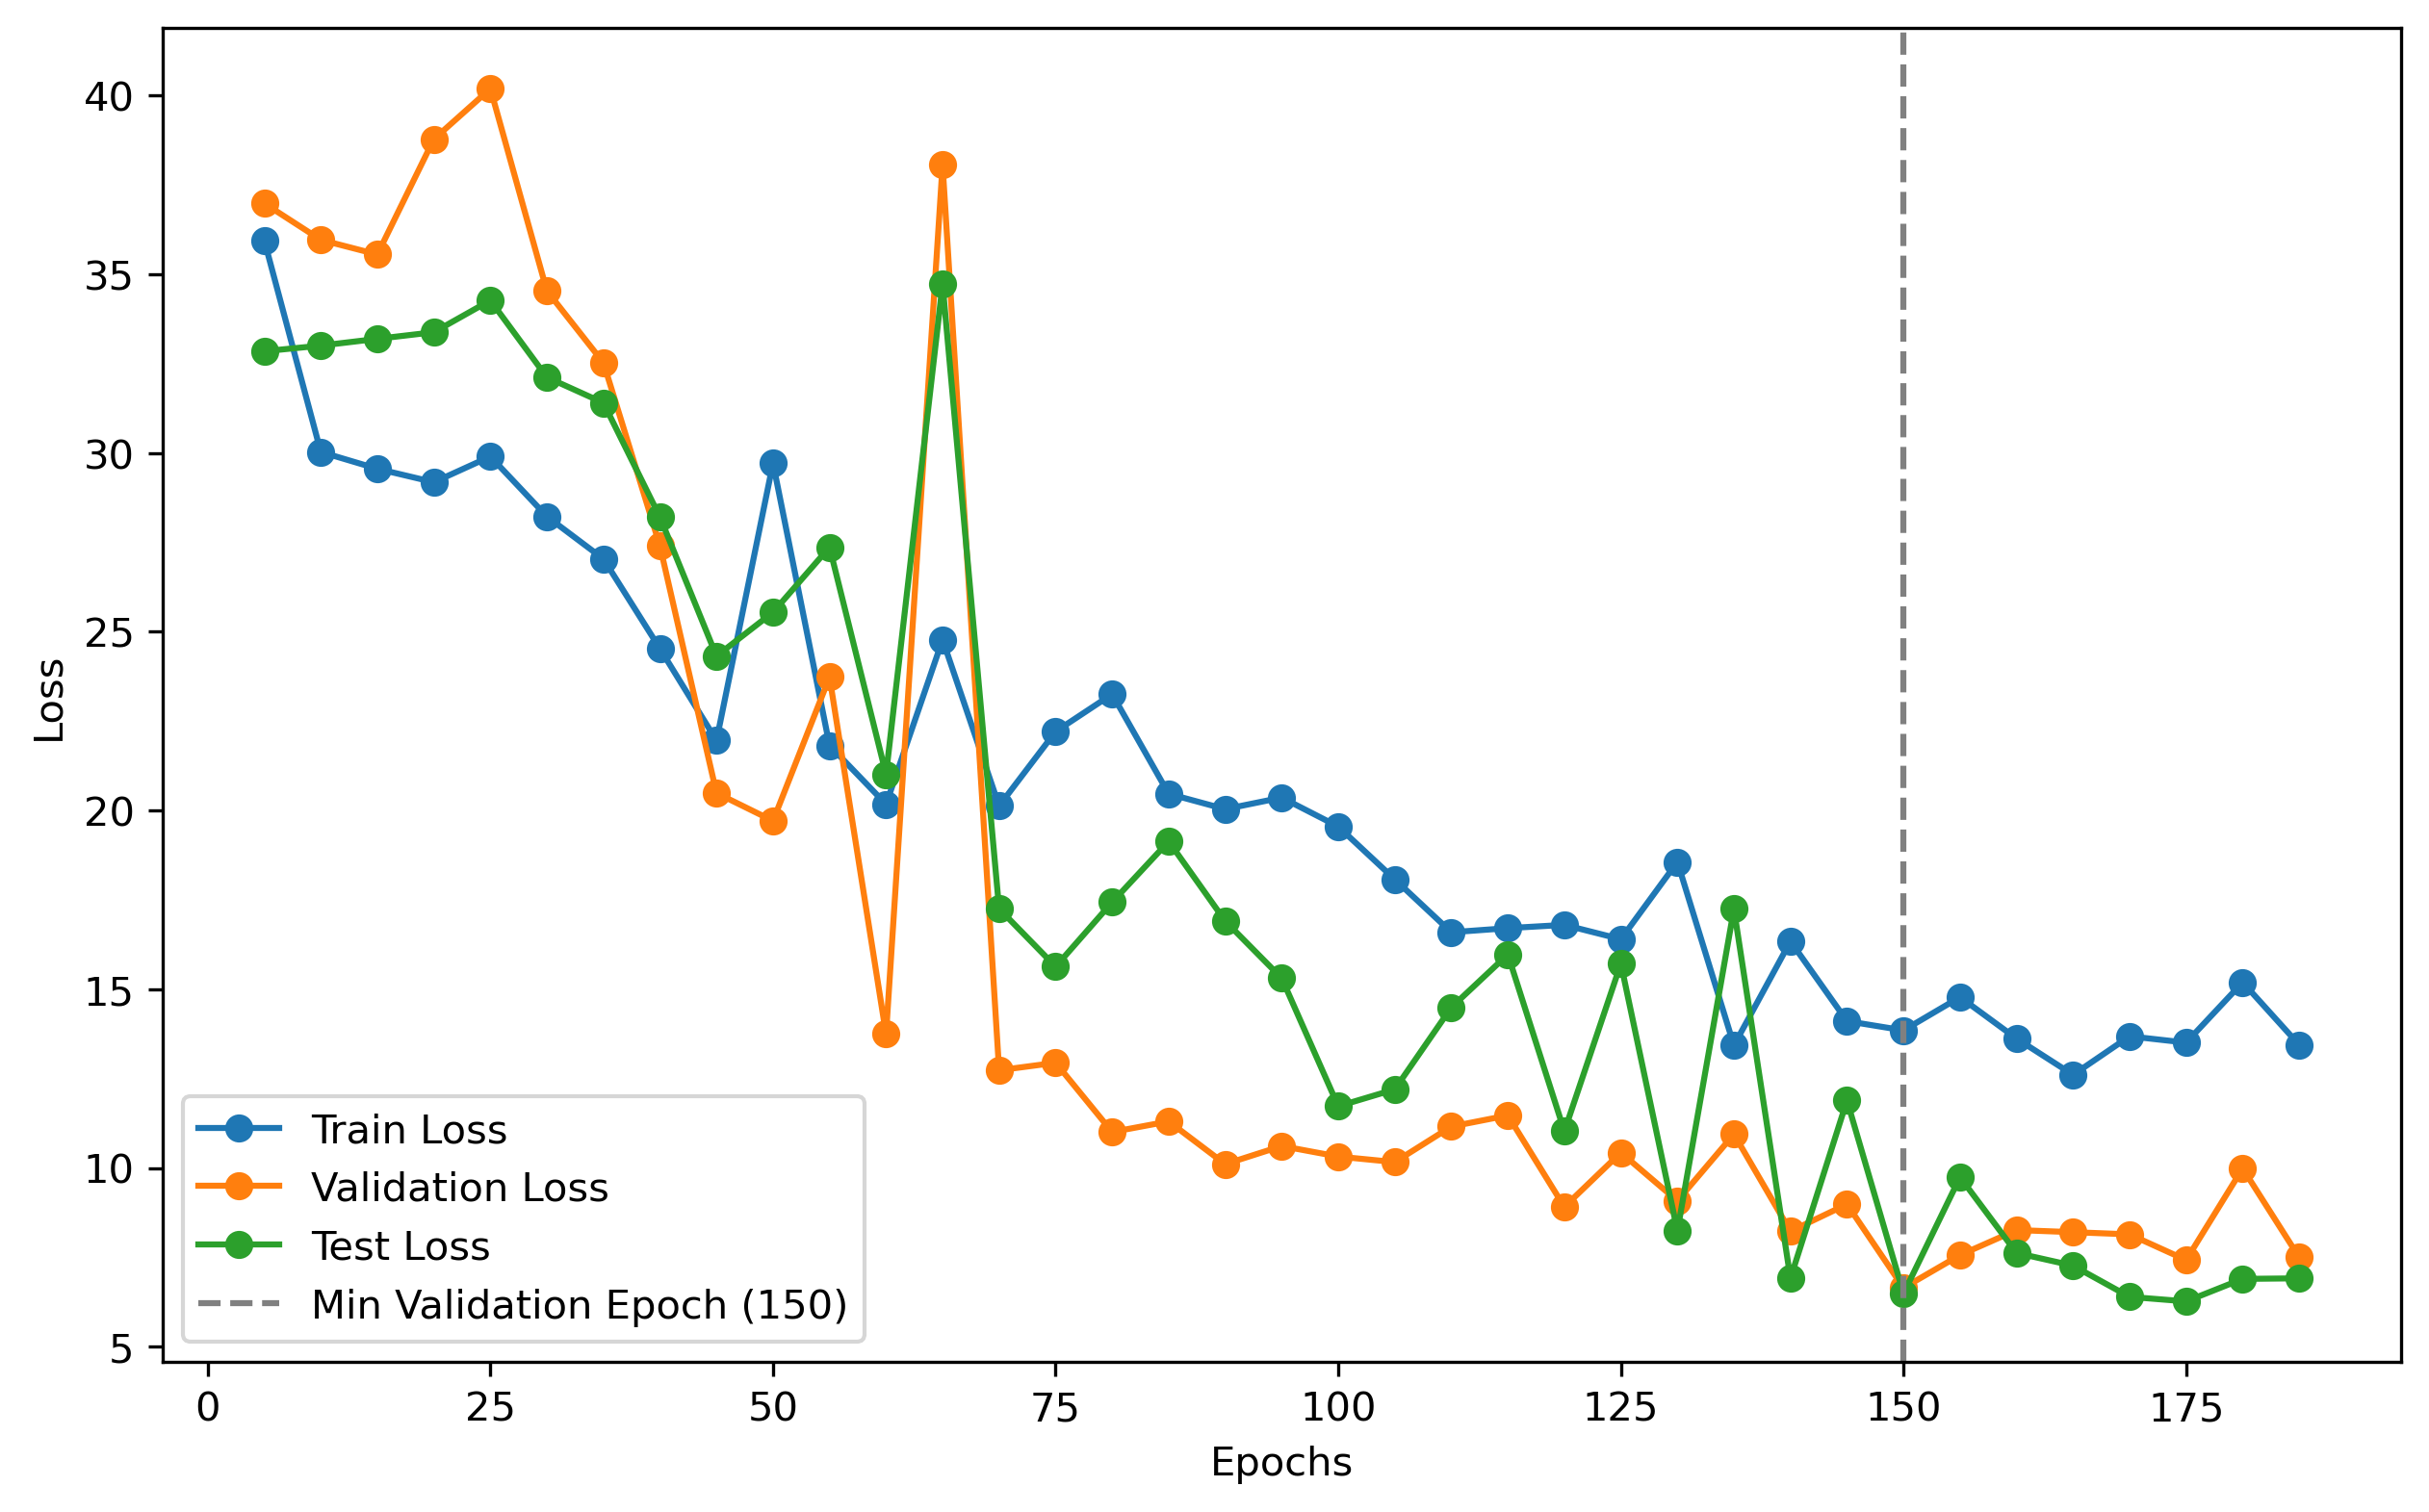 40
35
30
25
20
15
10
5
Loss
Train Loss
Validation Loss
Test Loss
Min Validation Epoch (150)
0 25 50 75 100 125 150 175
Epochs